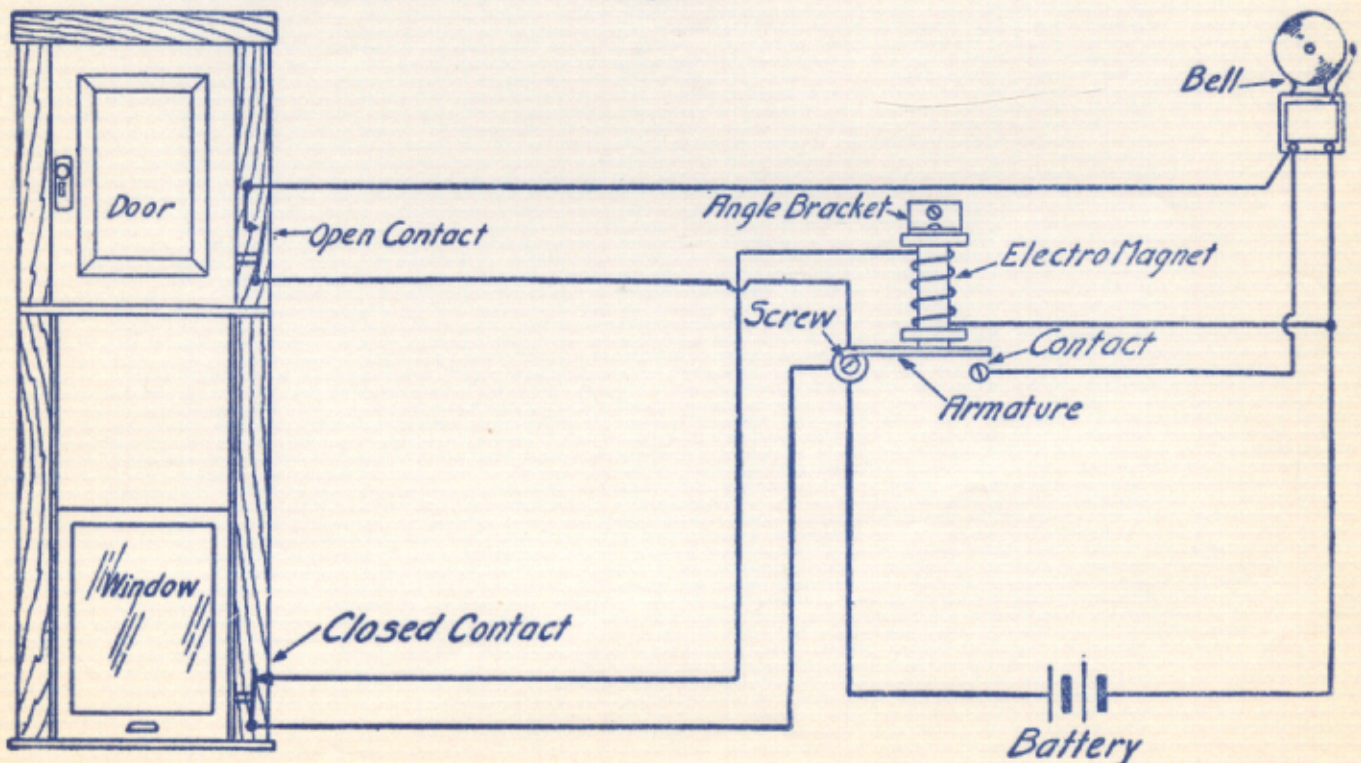 Bell
Door
Angle Bracket
Open Contact
Electro Magnet
Screw
Contact
Armature
Window
Closed Contact
Battery